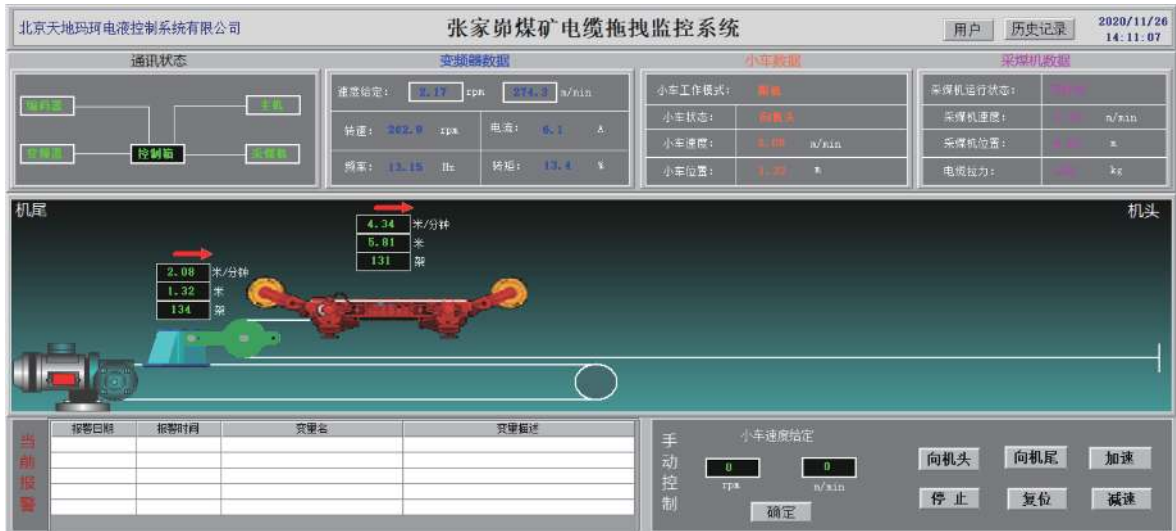 北京天地玛珂电液控制系统有限公司
张家峁煤矿电缆拖拽监控系统
用户
历史记录
2020/11/26
14:11:07
通讯状态
编码器
主机
变频器
控制箱
采煤机
变频器数据
速度给定： 2.17 rpm 274.3 m/min
转速： 262.9 rpm 电流： 6.1 A
频率： 13.15 Hz 转矩： 13.4 %
小车数据
小车工作模式：
小车状态： 向机头
小车速度： m/min
小车位置： m
采煤机数据
采煤机运行状态：
采煤机速度： m/min
采煤机位置： m
电缆拉力： kg
机尾
机头
4.34 米/分钟
5.81 米
131 架
2.08 米/分钟
1.32 米
134 架
当前报警
报警日期 报警时间 变量名 变量描述
手动控制
小车速度给定
0 0
rpm m/min
确定
向机头 向机尾 加速
停止 复位 减速